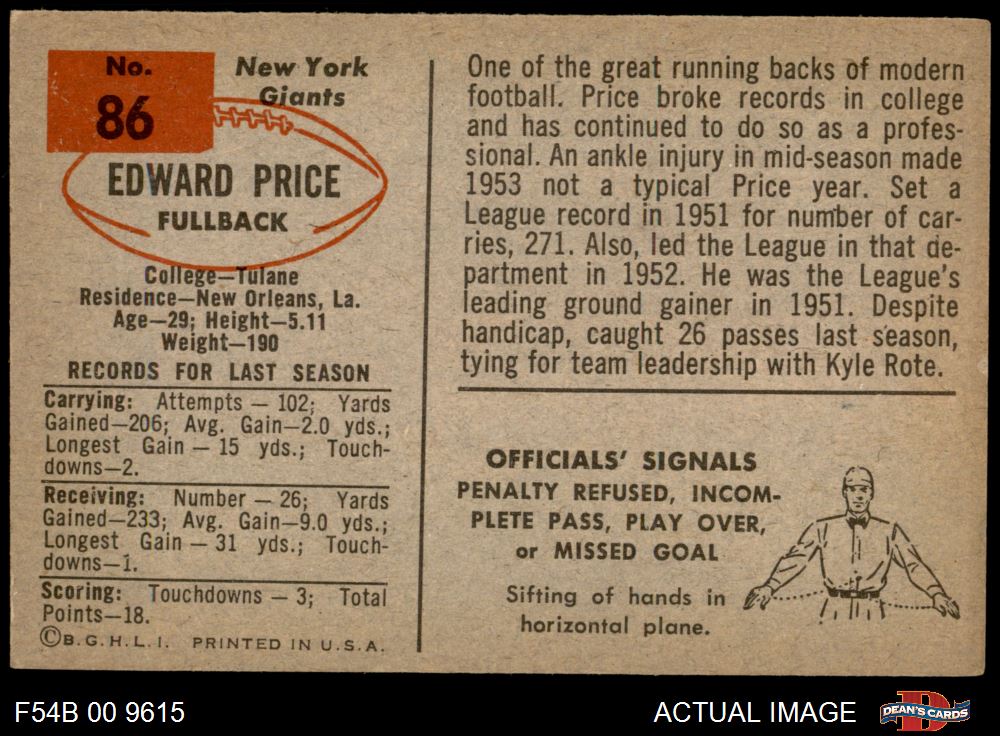 No.
86
New York
Giants
EDWARD PRICE
FULLBACK
College—Tulane
Residence—New Orleans, La.
Age—29; Height—5.11
Weight—190
RECORDS FOR LAST SEASON
Carrying: Attempts — 102; Yards
Gained—206; Avg. Gain—2.0 yds.;
Longest Gain — 15 yds.; Touch-
downs—2.
Receiving: Number — 26; Yards
Gained—233; Avg. Gain—9.0 yds.;
Longest Gain — 31 yds.; Touch-
downs—1.
Scoring: Touchdowns — 3; Total
Points—18.
©B.G.H.L.I. PRINTED IN U.S.A.
One of the great running backs of modern
football. Price broke records in college
and has continued to do so as a profes-
sional. An ankle injury in mid-season made
1953 not a typical Price year. Set a
League record in 1951 for number of car-
ries, 271. Also, led the League in that de-
partment in 1952. He was the League's
leading ground gainer in 1951. Despite
handicap, caught 26 passes last season,
tying for team leadership with Kyle Rote.
OFFICIALS' SIGNALS
PENALTY REFUSED, INCOM-
PLETE PASS, PLAY OVER,
or MISSED GOAL
Sifting of hands in
horizontal plane.
F54B 00 9615
ACTUAL IMAGE
D
DEAN'S CARDS